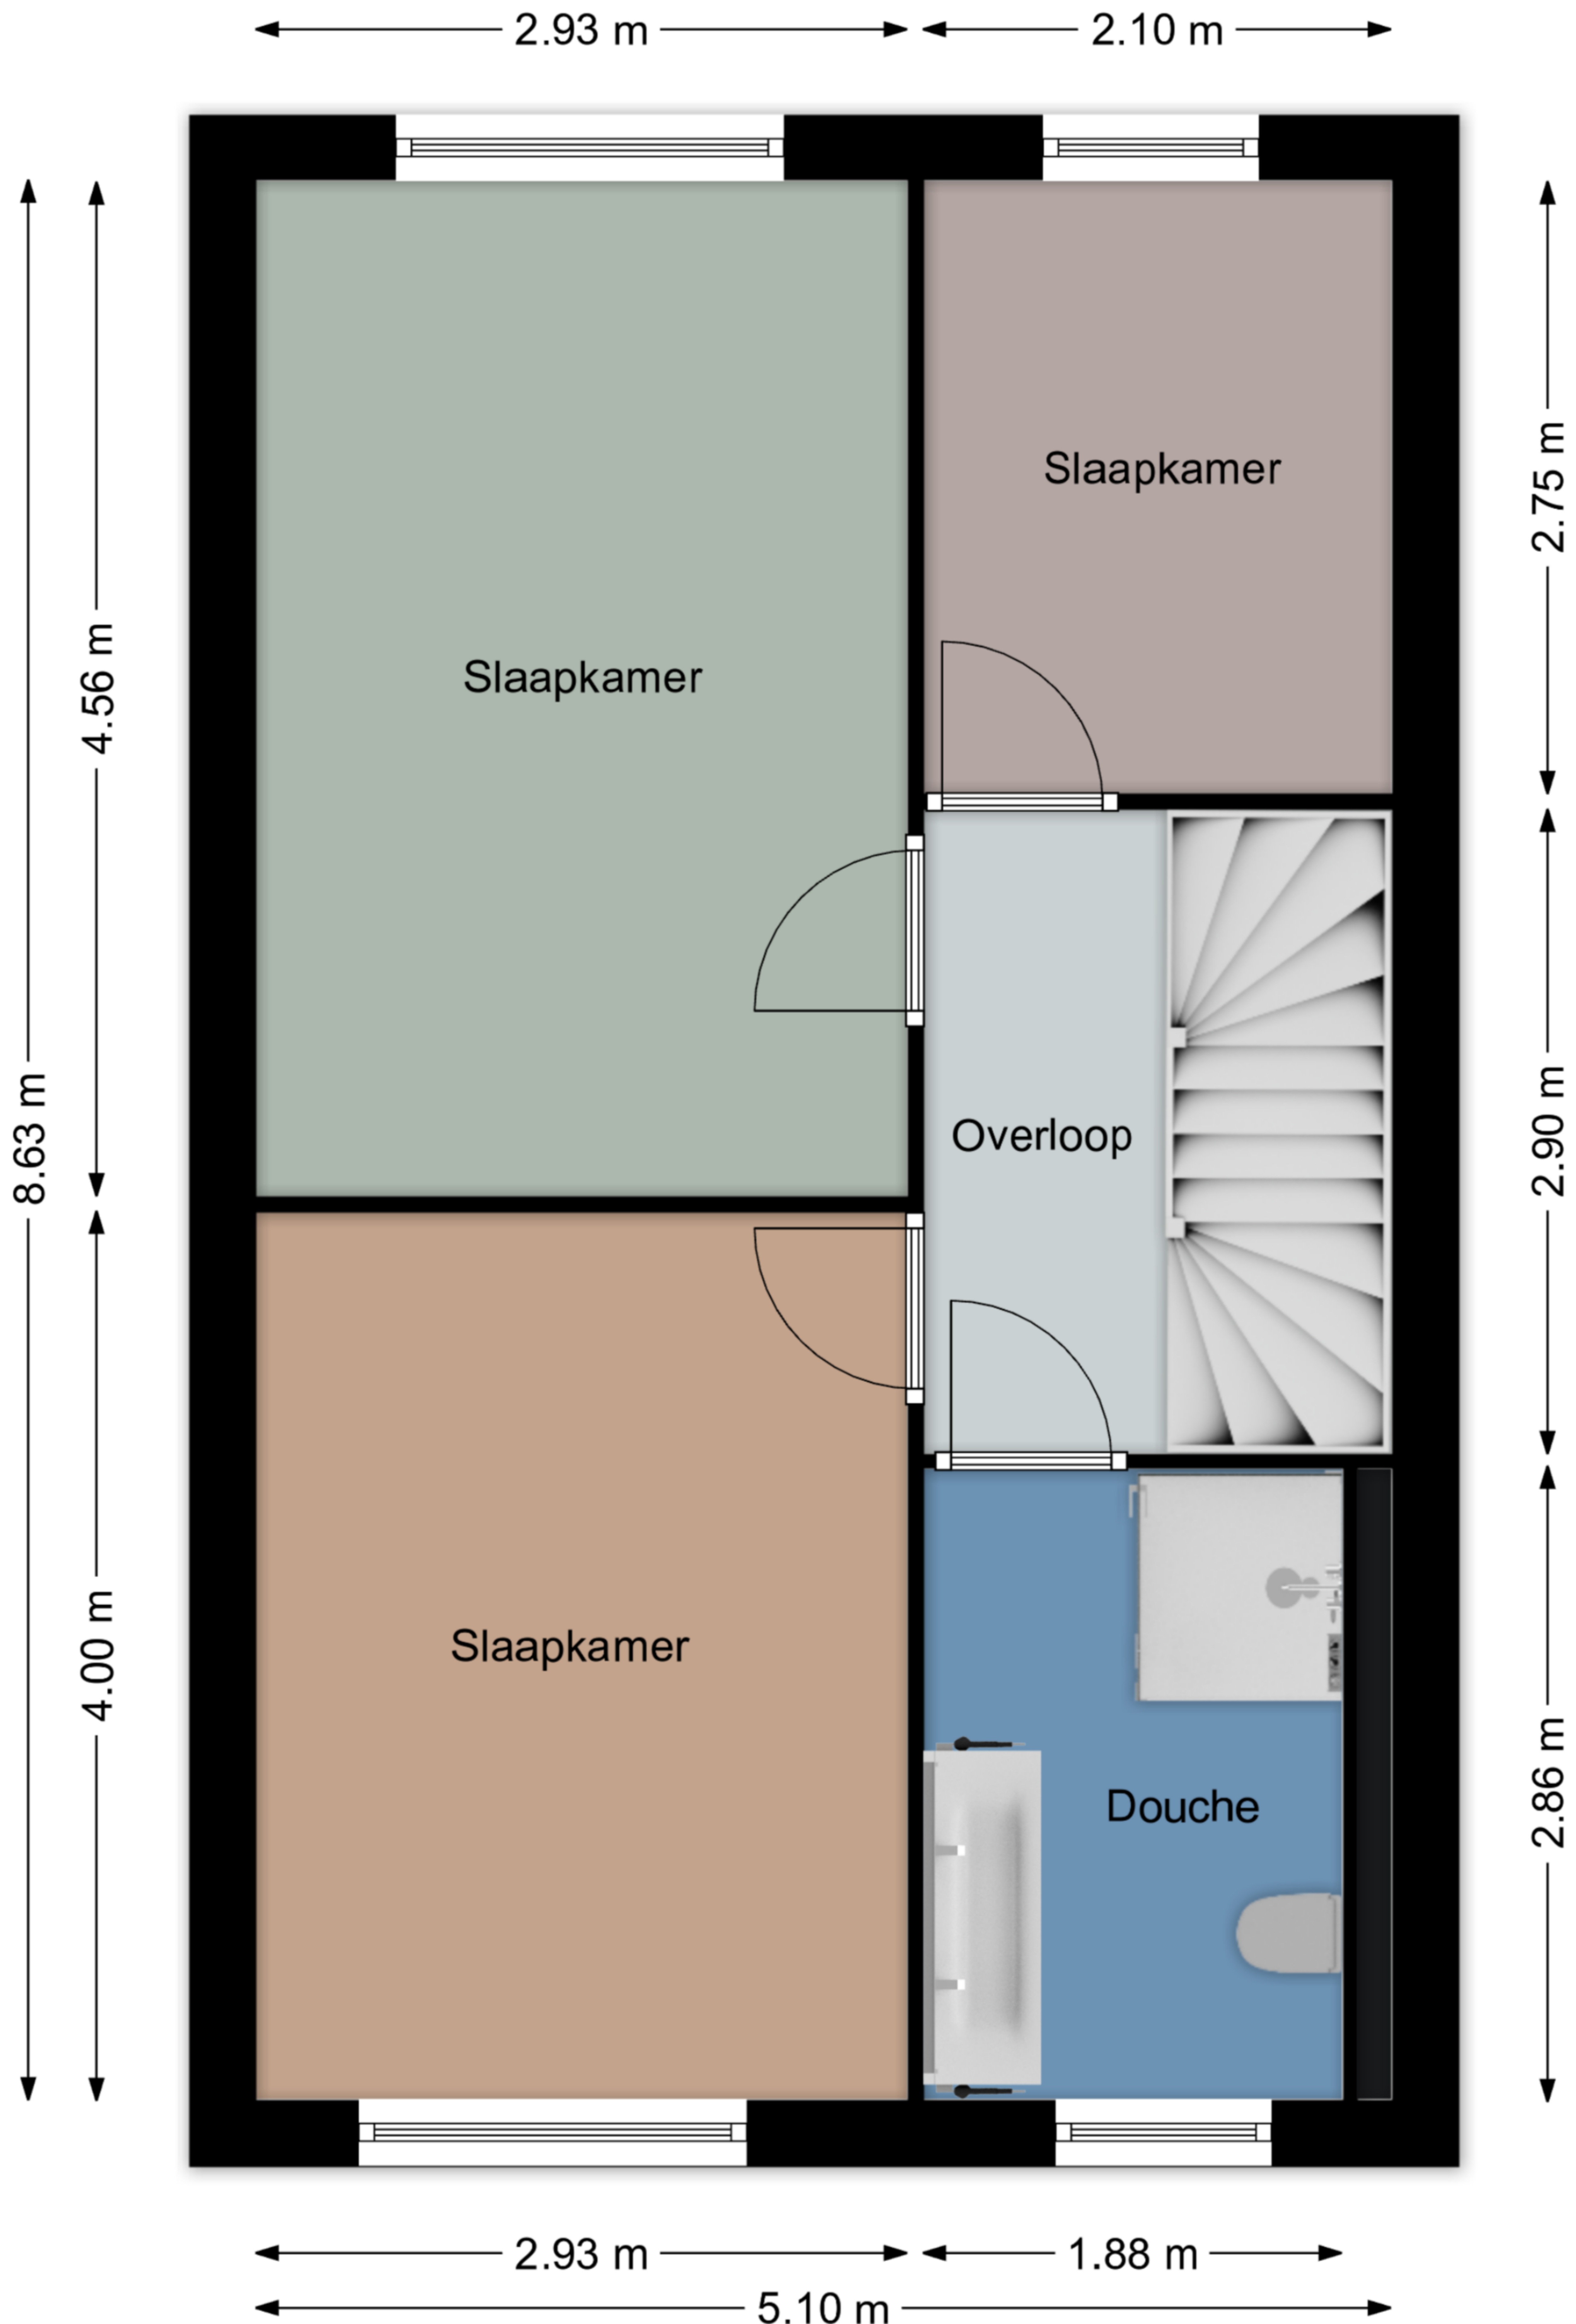 2.93 m
2.10 m
Slaapkamer
2.75 m
Slaapkamer
4.56 m
8.63 m
Overloop
2.90 m
Slaapkamer
4.00 m
Douche
2.86 m
2.93 m
1.88 m
5.10 m